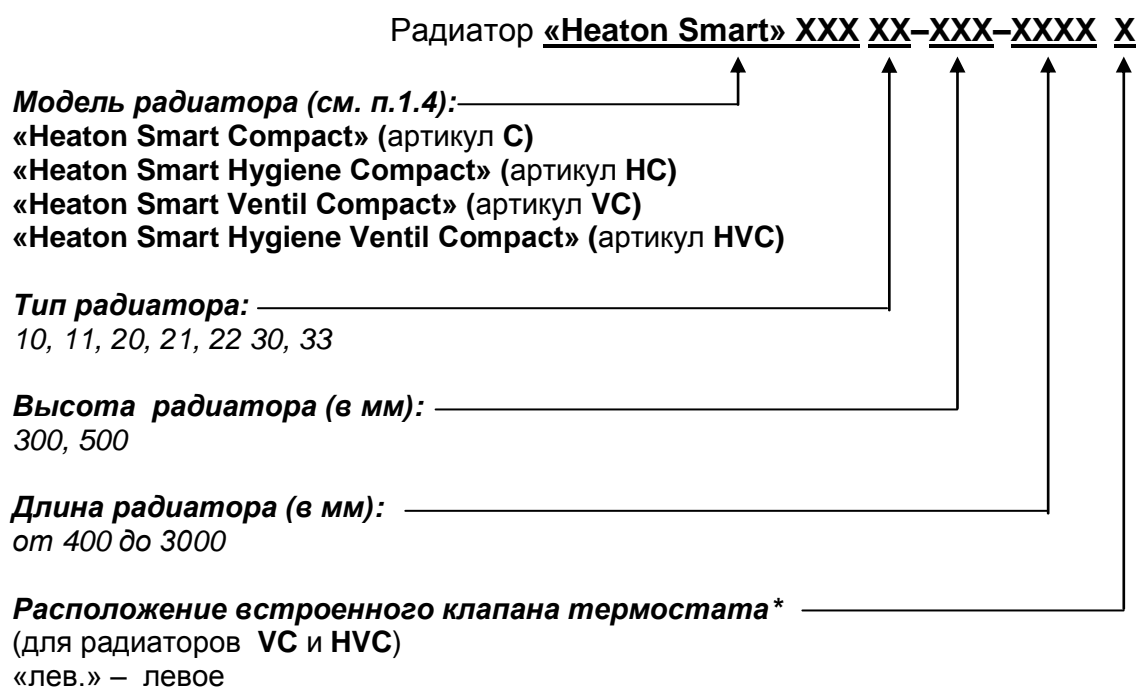 Радиатор «Heaton Smart» XXX XX–XXX–XXXX X
Модель радиатора (см. п.1.4):
«Heaton Smart Compact» (артикул C)
«Heaton Smart Hygiene Compact» (артикул HC)
«Heaton Smart Ventil Compact» (артикул VC)
«Heaton Smart Hygiene Ventil Compact» (артикул HVC)
Тип радиатора:
10, 11, 20, 21, 22 30, 33
Высота радиатора (в мм):
300, 500
Длина радиатора (в мм):
от 400 до 3000
Расположение встроенного клапана термостата*
(для радиаторов VC и HVC)
«лев.» – левое